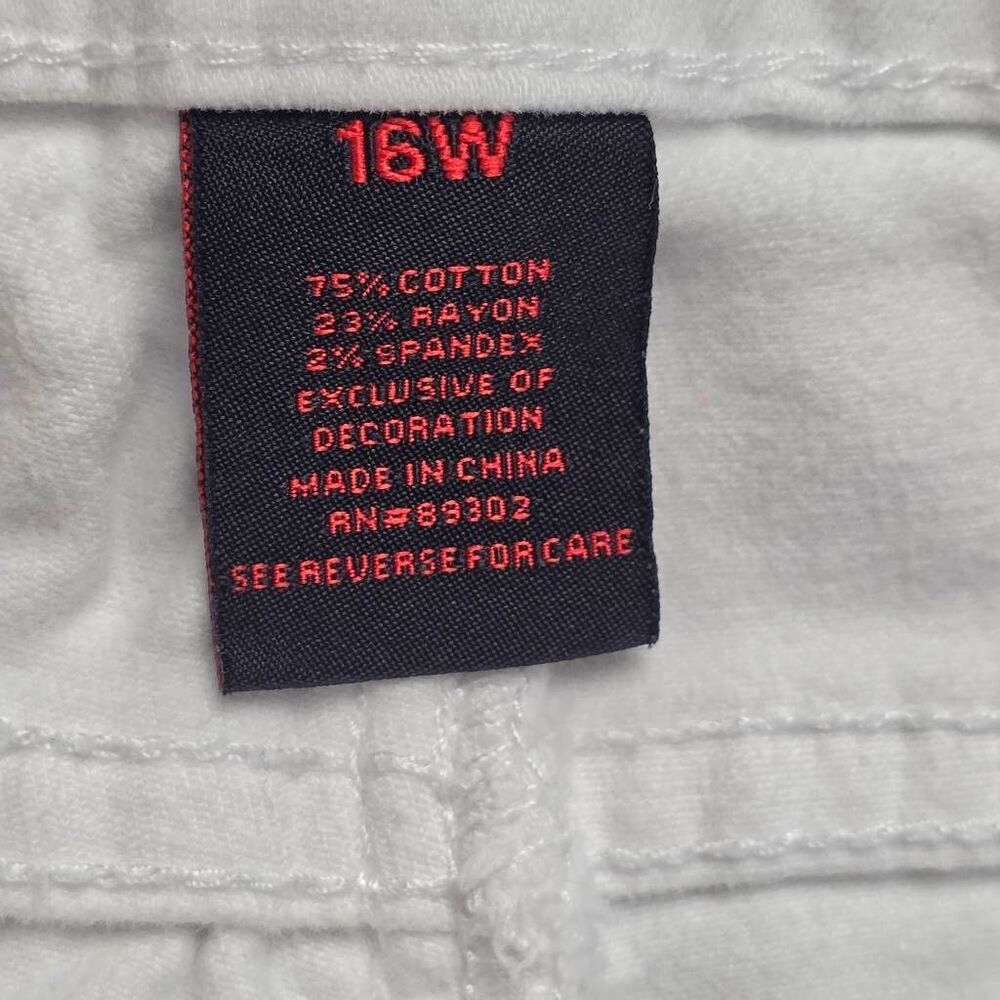 16W
75% COTTON
23% RAYON
2% SPANDEX
EXCLUSIVE OF
DECORATION
MADE IN CHINA
RN#89302
SEE REVERSE FOR CARE